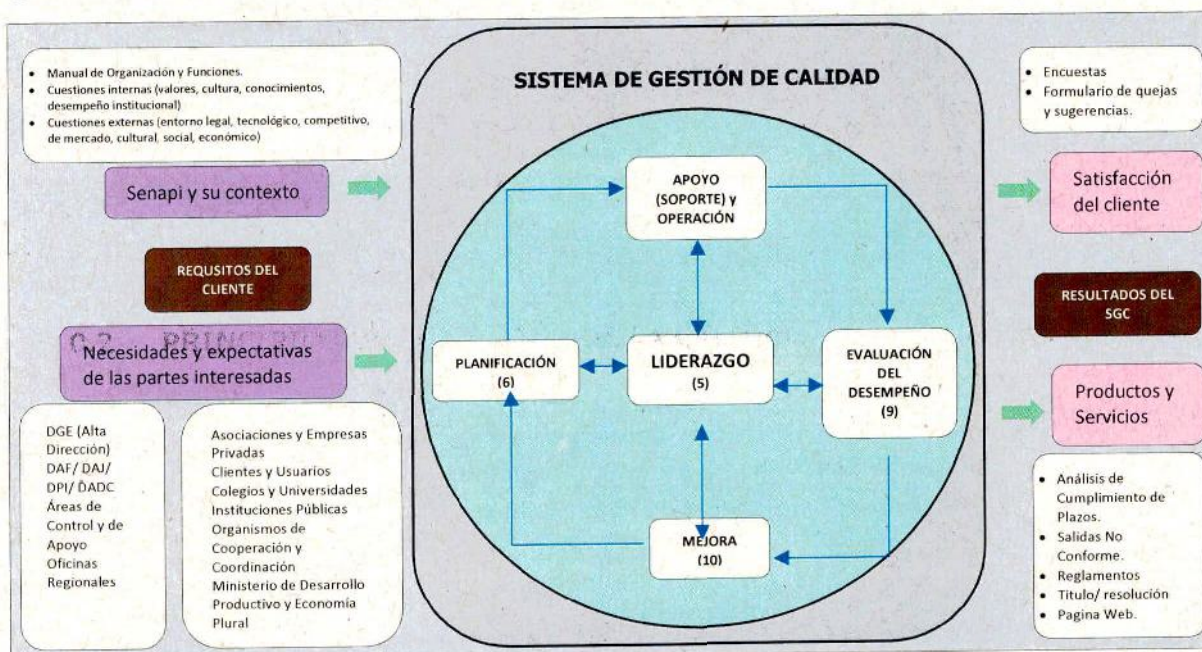 • Manual de Organización y Funciones.
• Cuestiones internas (valores, cultura, conocimientos,
desempeño institucional)
• Cuestiones externas (entorno legal, tecnológico, competitivo,
de mercado, cultural, social, económico)
Senapi y su contexto
REQUSITOS DEL
CLIENTE
Necesidades y expectativas
de las partes interesadas
DGE (Alta
Dirección)
DAF/ DAJ/
DPI/ DADC
Áreas de
Control y de
Apoyo
Oficinas
Regionales
Asociaciones y Empresas
Privadas
Clientes y Usuarios
Colegios y Universidades
Instituciones Públicas
Organismos de
Cooperación y
Coordinación
Ministerio de Desarrollo
Productivo y Economía
Plural
SISTEMA DE GESTIÓN DE CALIDAD
APOYO
(SOPORTE) y
OPERACIÓN
PLANIFICACIÓN
(6)
LIDERAZGO
(5)
EVALUACIÓN
DEL
DESEMPEÑO
(9)
MEJORA
(10)
• Encuestas
• Formulario de quejas
y sugerencias.
Satisfacción
del cliente
RESULTADOS DEL
SGC
Productos y
Servicios
• Análisis de
Cumplimiento de
Plazos.
• Salidas No
Conforme.
• Reglamentos
• Titulo/ resolución
• Pagina Web.